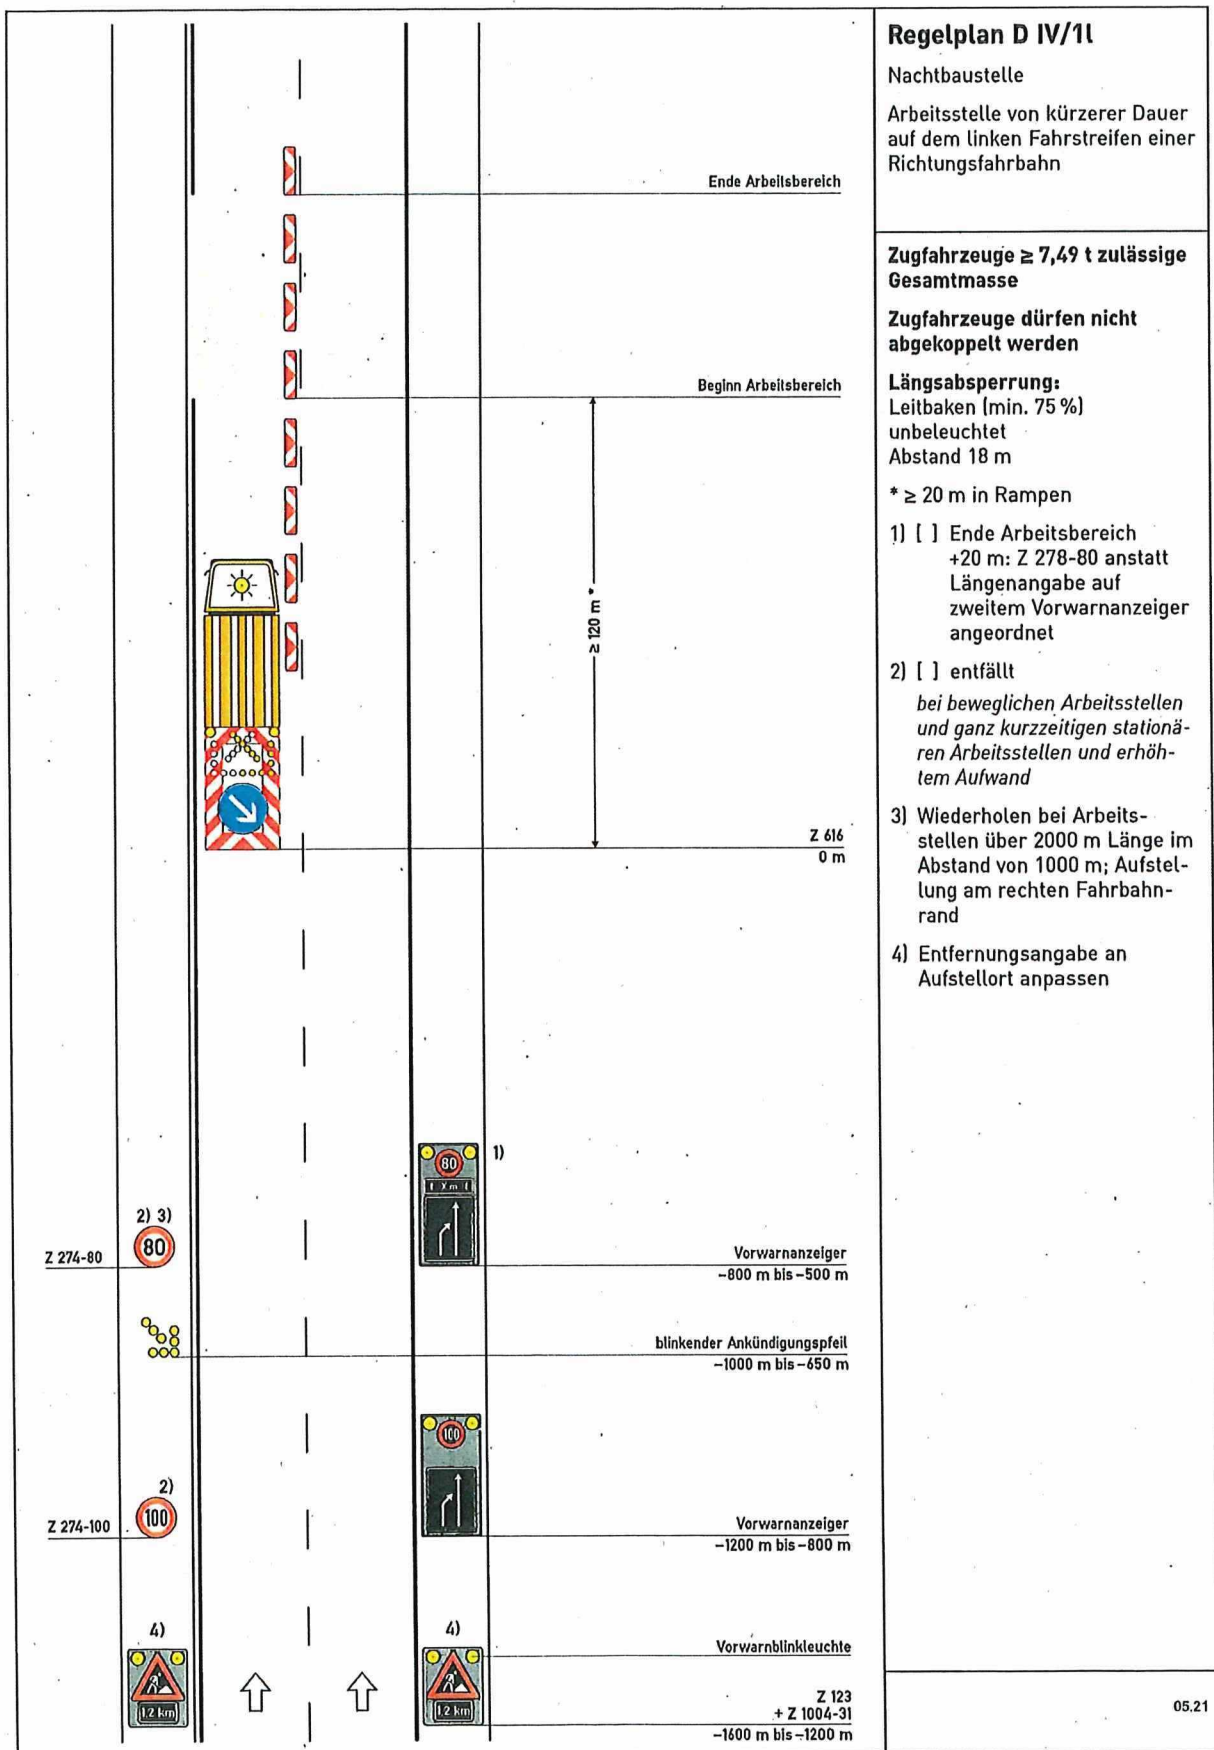 Regelplan D IV/1l
Nachtbaustelle
Arbeitsstelle von kürzerer Dauer
auf dem linken Fahrstreifen einer
Richtungsfahrbahn
Zugfahrzeuge ≥ 7,49 t zulässige
Gesamtmasse
Zugfahrzeuge dürfen nicht
abgekoppelt werden
Längsabsperrung:
Leitbaken (min. 75 %)
unbeleuchtet
Abstand 18 m
* ≥ 20 m in Rampen
1) [ ] Ende Arbeitsbereich
+20 m: Z 278-80 anstatt
Längenangabe auf
zweitem Vorwarnanzeiger
angeordnet
2) [ ] entfällt
bei beweglichen Arbeitsstellen
und ganz kurzzeitigen stationä-
ren Arbeitsstellen und erhöh-
tem Aufwand
3) Wiederholen bei Arbeits-
stellen über 2000 m Länge im
Abstand von 1000 m; Aufstel-
lung am rechten Fahrbahn-
rand
4) Entfernungsangabe an
Aufstellort anpassen
05.21
Ende Arbeitsbereich
Beginn Arbeitsbereich
≥ 120 m *
Z 616
0 m
80
1)
X m
2) 3)
80
Z 274-80
Vorwarnanzeiger
−800 m bis −500 m
blinkender Ankündigungspfeil
−1000 m bis −650 m
100
2)
100
Z 274-100
Vorwarnanzeiger
−1200 m bis −800 m
4)
4)
Vorwarnblinkleuchte
1,2 km
1,2 km
Z 123
+ Z 1004-31
−1600 m bis −1200 m